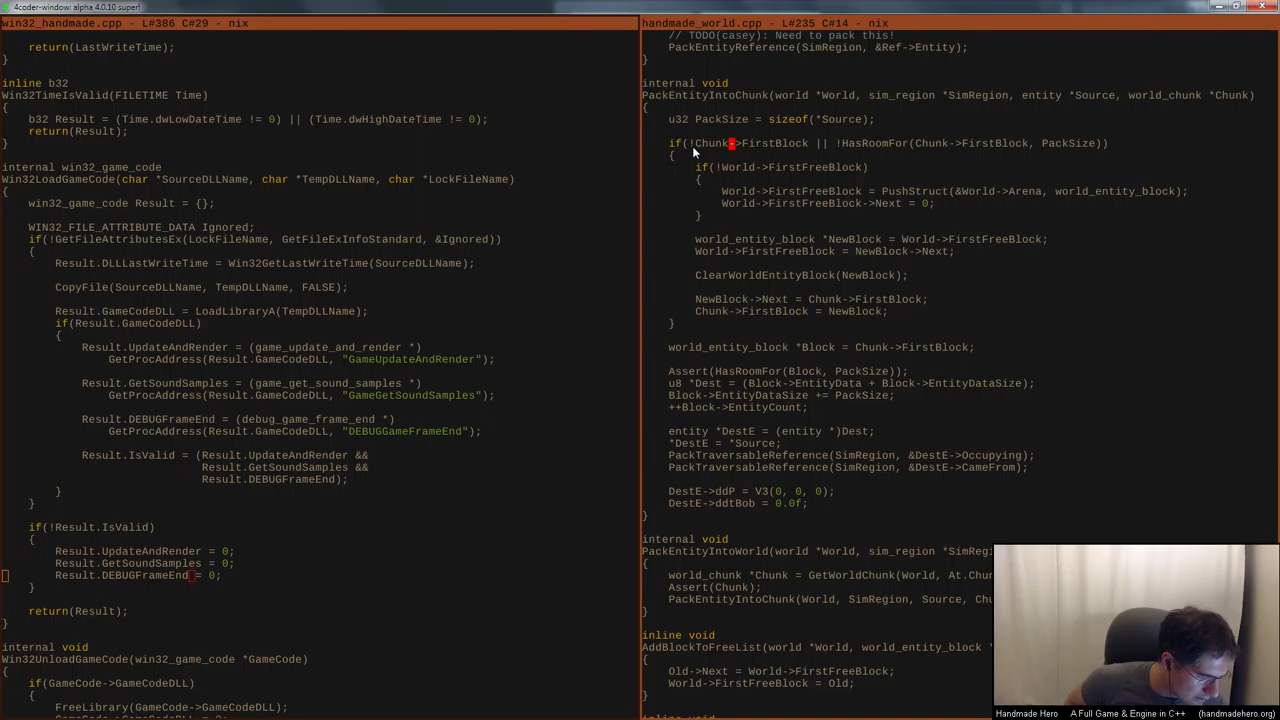 4coder-window: alpha 4.0.10 super!
win32_handmade.cpp - L#386 C#29 - nix
return(LastWriteTime);
}
inline b32
Win32TimeIsValid(FILETIME Time)
{
b32 Result = (Time.dwLowDateTime != 0) || (Time.dwHighDateTime != 0);
return(Result);
}
internal win32_game_code
Win32LoadGameCode(char *SourceDLLName, char *TempDLLName, char *LockFileName)
{
win32_game_code Result = {};
WIN32_FILE_ATTRIBUTE_DATA Ignored;
if(!GetFileAttributesEx(LockFileName, GetFileExInfoStandard, &Ignored))
{
Result.DLLLastWriteTime = Win32GetLastWriteTime(SourceDLLName);
CopyFile(SourceDLLName, TempDLLName, FALSE);
Result.GameCodeDLL = LoadLibraryA(TempDLLName);
if(Result.GameCodeDLL)
{
Result.UpdateAndRender = (game_update_and_render *)
GetProcAddress(Result.GameCodeDLL, "GameUpdateAndRender");
Result.GetSoundSamples = (game_get_sound_samples *)
GetProcAddress(Result.GameCodeDLL, "GameGetSoundSamples");
Result.DEBUGFrameEnd = (debug_game_frame_end *)
GetProcAddress(Result.GameCodeDLL, "DEBUGGameFrameEnd");
Result.IsValid = (Result.UpdateAndRender &&
Result.GetSoundSamples &&
Result.DEBUGFrameEnd);
}
}
if(!Result.IsValid)
{
Result.UpdateAndRender = 0;
Result.GetSoundSamples = 0;
Result.DEBUGFrameEnd = 0;
}
return(Result);
}
internal void
Win32UnloadGameCode(win32_game_code *GameCode)
{
if(GameCode->GameCodeDLL)
{
FreeLibrary(GameCode->GameCodeDLL);
handmade_world.cpp - L#235 C#14 - nix
// TODO(casey): Need to pack this!
PackEntityReference(SimRegion, &Ref->Entity);
}
internal void
PackEntityIntoChunk(world *World, sim_region *SimRegion, entity *Source, world_chunk *Chunk)
{
u32 PackSize = sizeof(*Source);
if(!Chunk->FirstBlock || !HasRoomFor(Chunk->FirstBlock, PackSize))
{
if(!World->FirstFreeBlock)
{
World->FirstFreeBlock = PushStruct(&World->Arena, world_entity_block);
World->FirstFreeBlock->Next = 0;
}
world_entity_block *NewBlock = World->FirstFreeBlock;
World->FirstFreeBlock = NewBlock->Next;
ClearWorldEntityBlock(NewBlock);
NewBlock->Next = Chunk->FirstBlock;
Chunk->FirstBlock = NewBlock;
}
world_entity_block *Block = Chunk->FirstBlock;
Assert(HasRoomFor(Block, PackSize));
u8 *Dest = (Block->EntityData + Block->EntityDataSize);
Block->EntityDataSize += PackSize;
++Block->EntityCount;
entity *DestE = (entity *)Dest;
*DestE = *Source;
PackTraversableReference(SimRegion, &DestE->Occupying);
PackTraversableReference(SimRegion, &DestE->CameFrom);
DestE->ddP = V3(0, 0, 0);
DestE->ddtBob = 0.0f;
}
internal void
PackEntityIntoWorld(world *World, sim_region *SimRegi
{
world_chunk *Chunk = GetWorldChunk(World, At.Chun
Assert(Chunk);
PackEntityIntoChunk(World, SimRegion, Source, Chu
}
inline void
AddBlockToFreeList(world *World, world_entity_block
{
Old->Next = World->FirstFreeBlock;
World->FirstFreeBlock = Old;
}
Handmade Hero A Full Game & Engine in C++ (handmadehero.org)